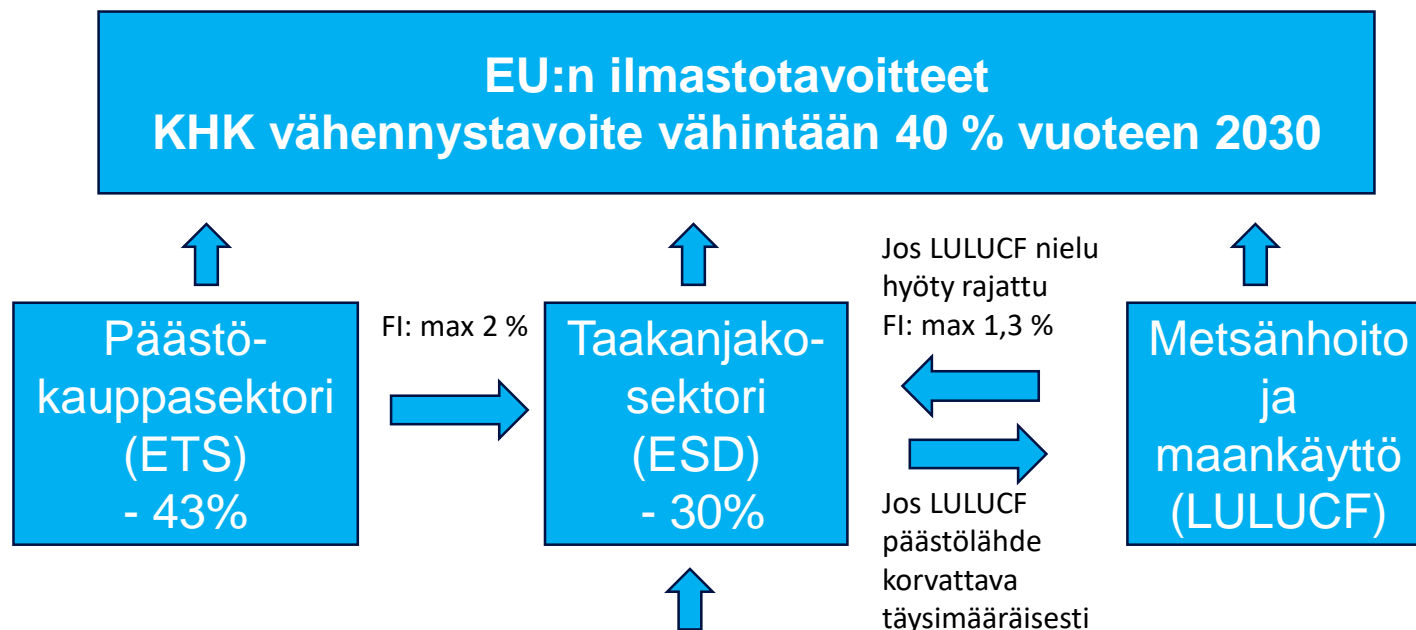 EU:n ilmastotavoitteet
KHK vähennystavoite vähintään 40 % vuoteen 2030
Päästö-
kauppasektori
(ETS)
- 43%
FI: max 2 %
Taakanjako-
sektori
(ESD)
- 30%
Jos LULUCF nielu
hyöty rajattu
FI: max 1,3 %
Jos LULUCF
päästölähde
korvattava
täysimääräisesti
Metsänhoito
ja
maankäyttö
(LULUCF)